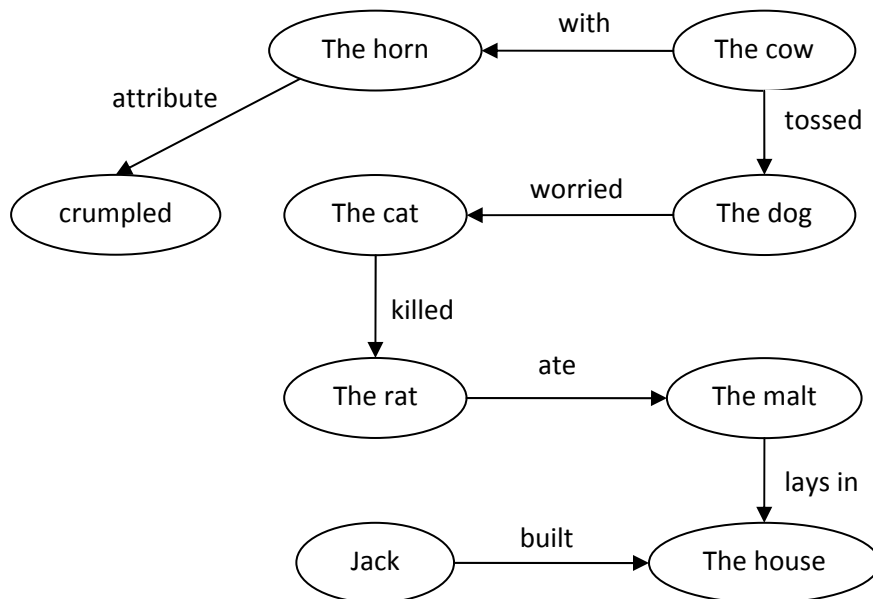 with
The horn
The cow
attribute
tossed
worried
crumpled
The cat
The dog
killed
ate
The rat
The malt
lays in
built
Jack
The house